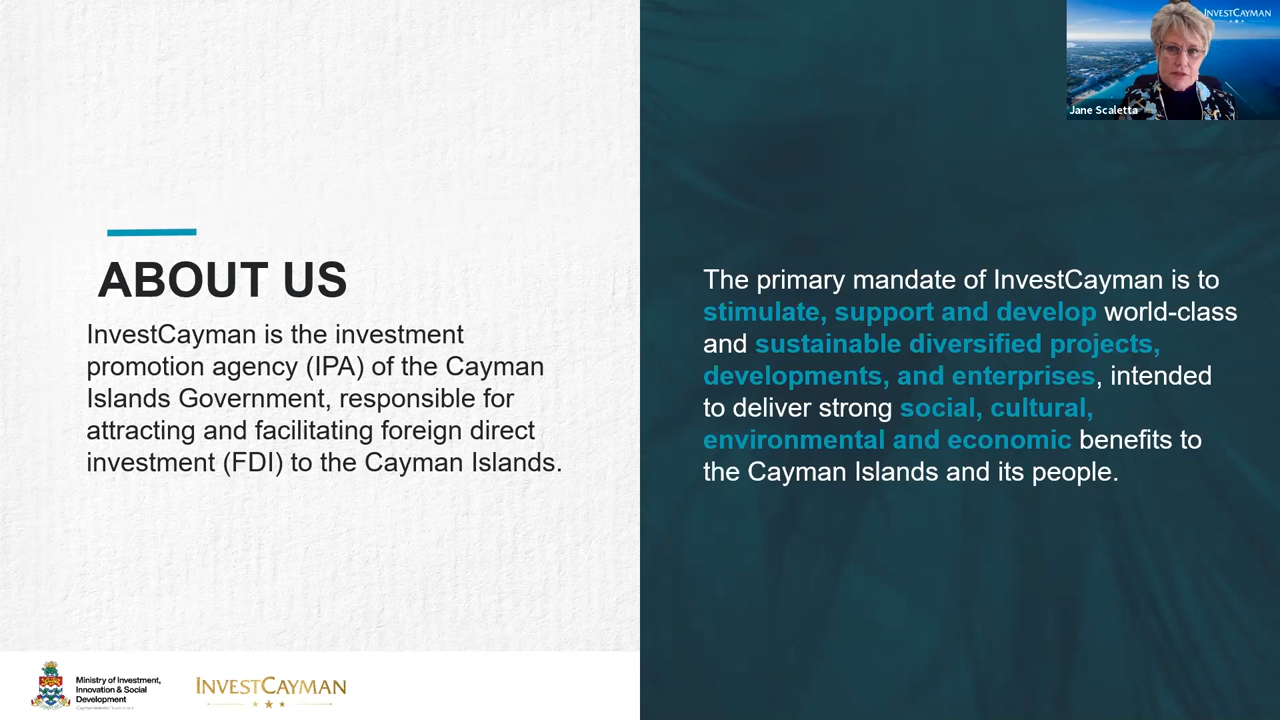 ABOUT US
InvestCayman is the investment
promotion agency (IPA) of the Cayman
Islands Government, responsible for
attracting and facilitating foreign direct
investment (FDI) to the Cayman Islands.
The primary mandate of InvestCayman is to
stimulate, support and develop world-class
and sustainable diversified projects,
developments, and enterprises, intended
to deliver strong social, cultural,
environmental and economic benefits to
the Cayman Islands and its people.
INVESTCAYMAN
Jane Scaletta
Ministry of Investment,
Innovation & Social
Development
INVESTCAYMAN